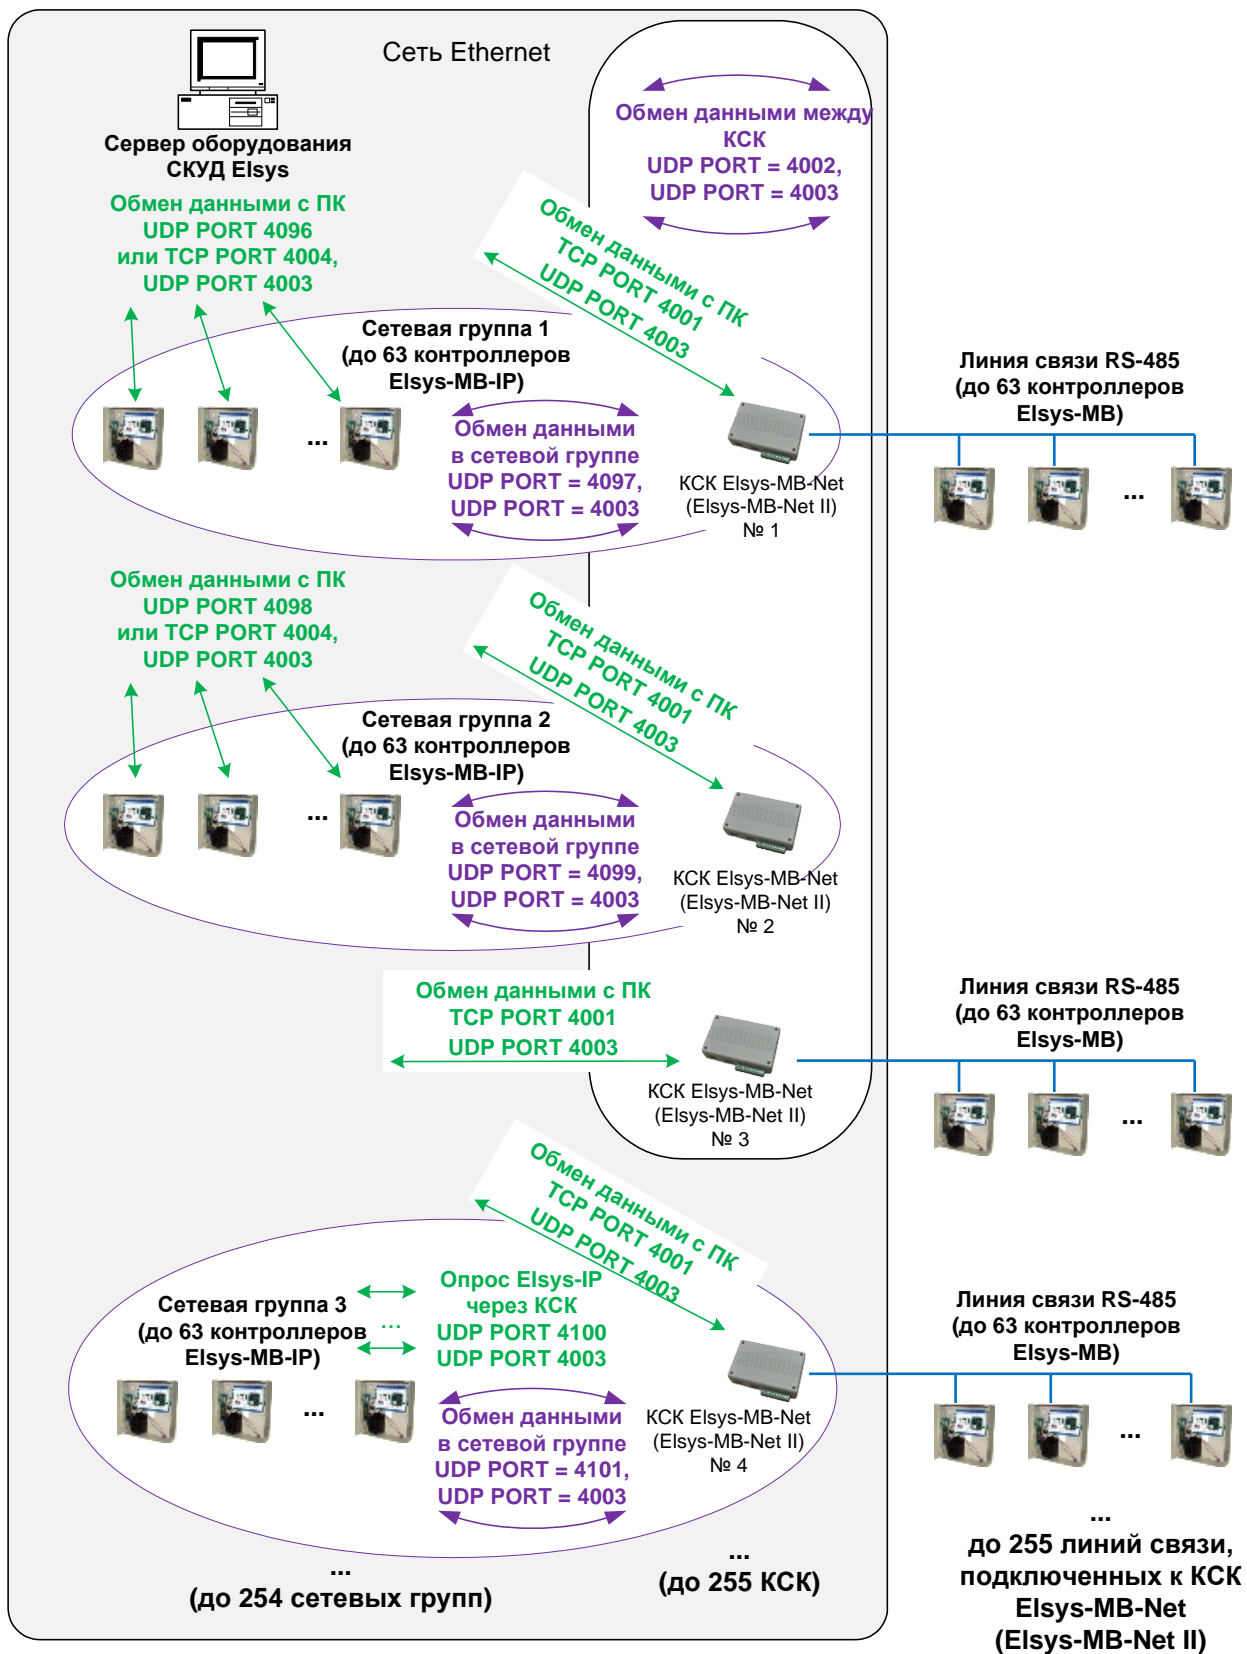 Сеть Ethernet
Сервер оборудования
СКУД Elsys
Обмен данными между
КСК
UDP PORT = 4002,
UDP PORT = 4003
Обмен данными с ПК
UDP PORT 4096
или TCP PORT 4004,
UDP PORT 4003
Обмен данными с ПК
TCP PORT 4001
UDP PORT 4003
Сетевая группа 1
(до 63 контроллеров
Elsys-MB-IP)
...
Обмен данными
в сетевой группе
UDP PORT = 4097,
UDP PORT = 4003
КСК Elsys-MB-Net
(Elsys-MB-Net II)
№ 1
Линия связи RS-485
(до 63 контроллеров
Elsys-MB)
...
Обмен данными с ПК
UDP PORT 4098
или TCP PORT 4004,
UDP PORT 4003
Обмен данными с ПК
TCP PORT 4001
UDP PORT 4003
Сетевая группа 2
(до 63 контроллеров
Elsys-MB-IP)
...
Обмен данными
в сетевой группе
UDP PORT = 4099,
UDP PORT = 4003
КСК Elsys-MB-Net
(Elsys-MB-Net II)
№ 2
Обмен данными с ПК
TCP PORT 4001
UDP PORT 4003
КСК Elsys-MB-Net
(Elsys-MB-Net II)
№ 3
Линия связи RS-485
(до 63 контроллеров
Elsys-MB)
...
Обмен данными с ПК
TCP PORT 4001
UDP PORT 4003
Сетевая группа 3
(до 63 контроллеров
Elsys-MB-IP)
...
...
Опрос Elsys-IP
через КСК
UDP PORT 4100
UDP PORT 4003
Обмен данными
в сетевой группе
UDP PORT = 4101,
UDP PORT = 4003
КСК Elsys-MB-Net
(Elsys-MB-Net II)
№ 4
Линия связи RS-485
(до 63 контроллеров
Elsys-MB)
...
...
(до 254 сетевых групп)
...
(до 255 КСК)
...
до 255 линий связи,
подключенных к КСК
Elsys-MB-Net
(Elsys-MB-Net II)